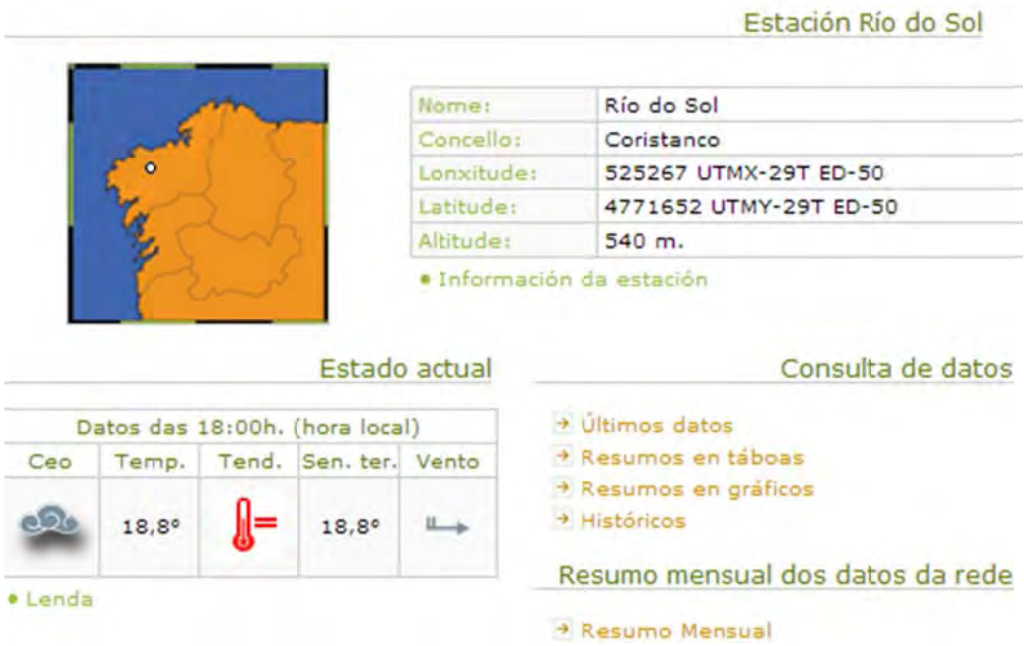 Estación Río do Sol
Nome: Río do Sol
Concello: Coristanco
Lonxitude: 525267 UTMX-29T ED-50
Latitude: 4771652 UTMY-29T ED-50
Altitude: 540 m.
Información da estación
Estado actual
Datos das 18:00h. (hora local)
Ceo Temp. Tend. Sen. ter. Vento
18,8º 18,8º
Lenda
Consulta de datos
Últimos datos
Resumos en táboas
Resumos en gráficos
Históricos
Resumo mensual dos datos da rede
Resumo Mensual